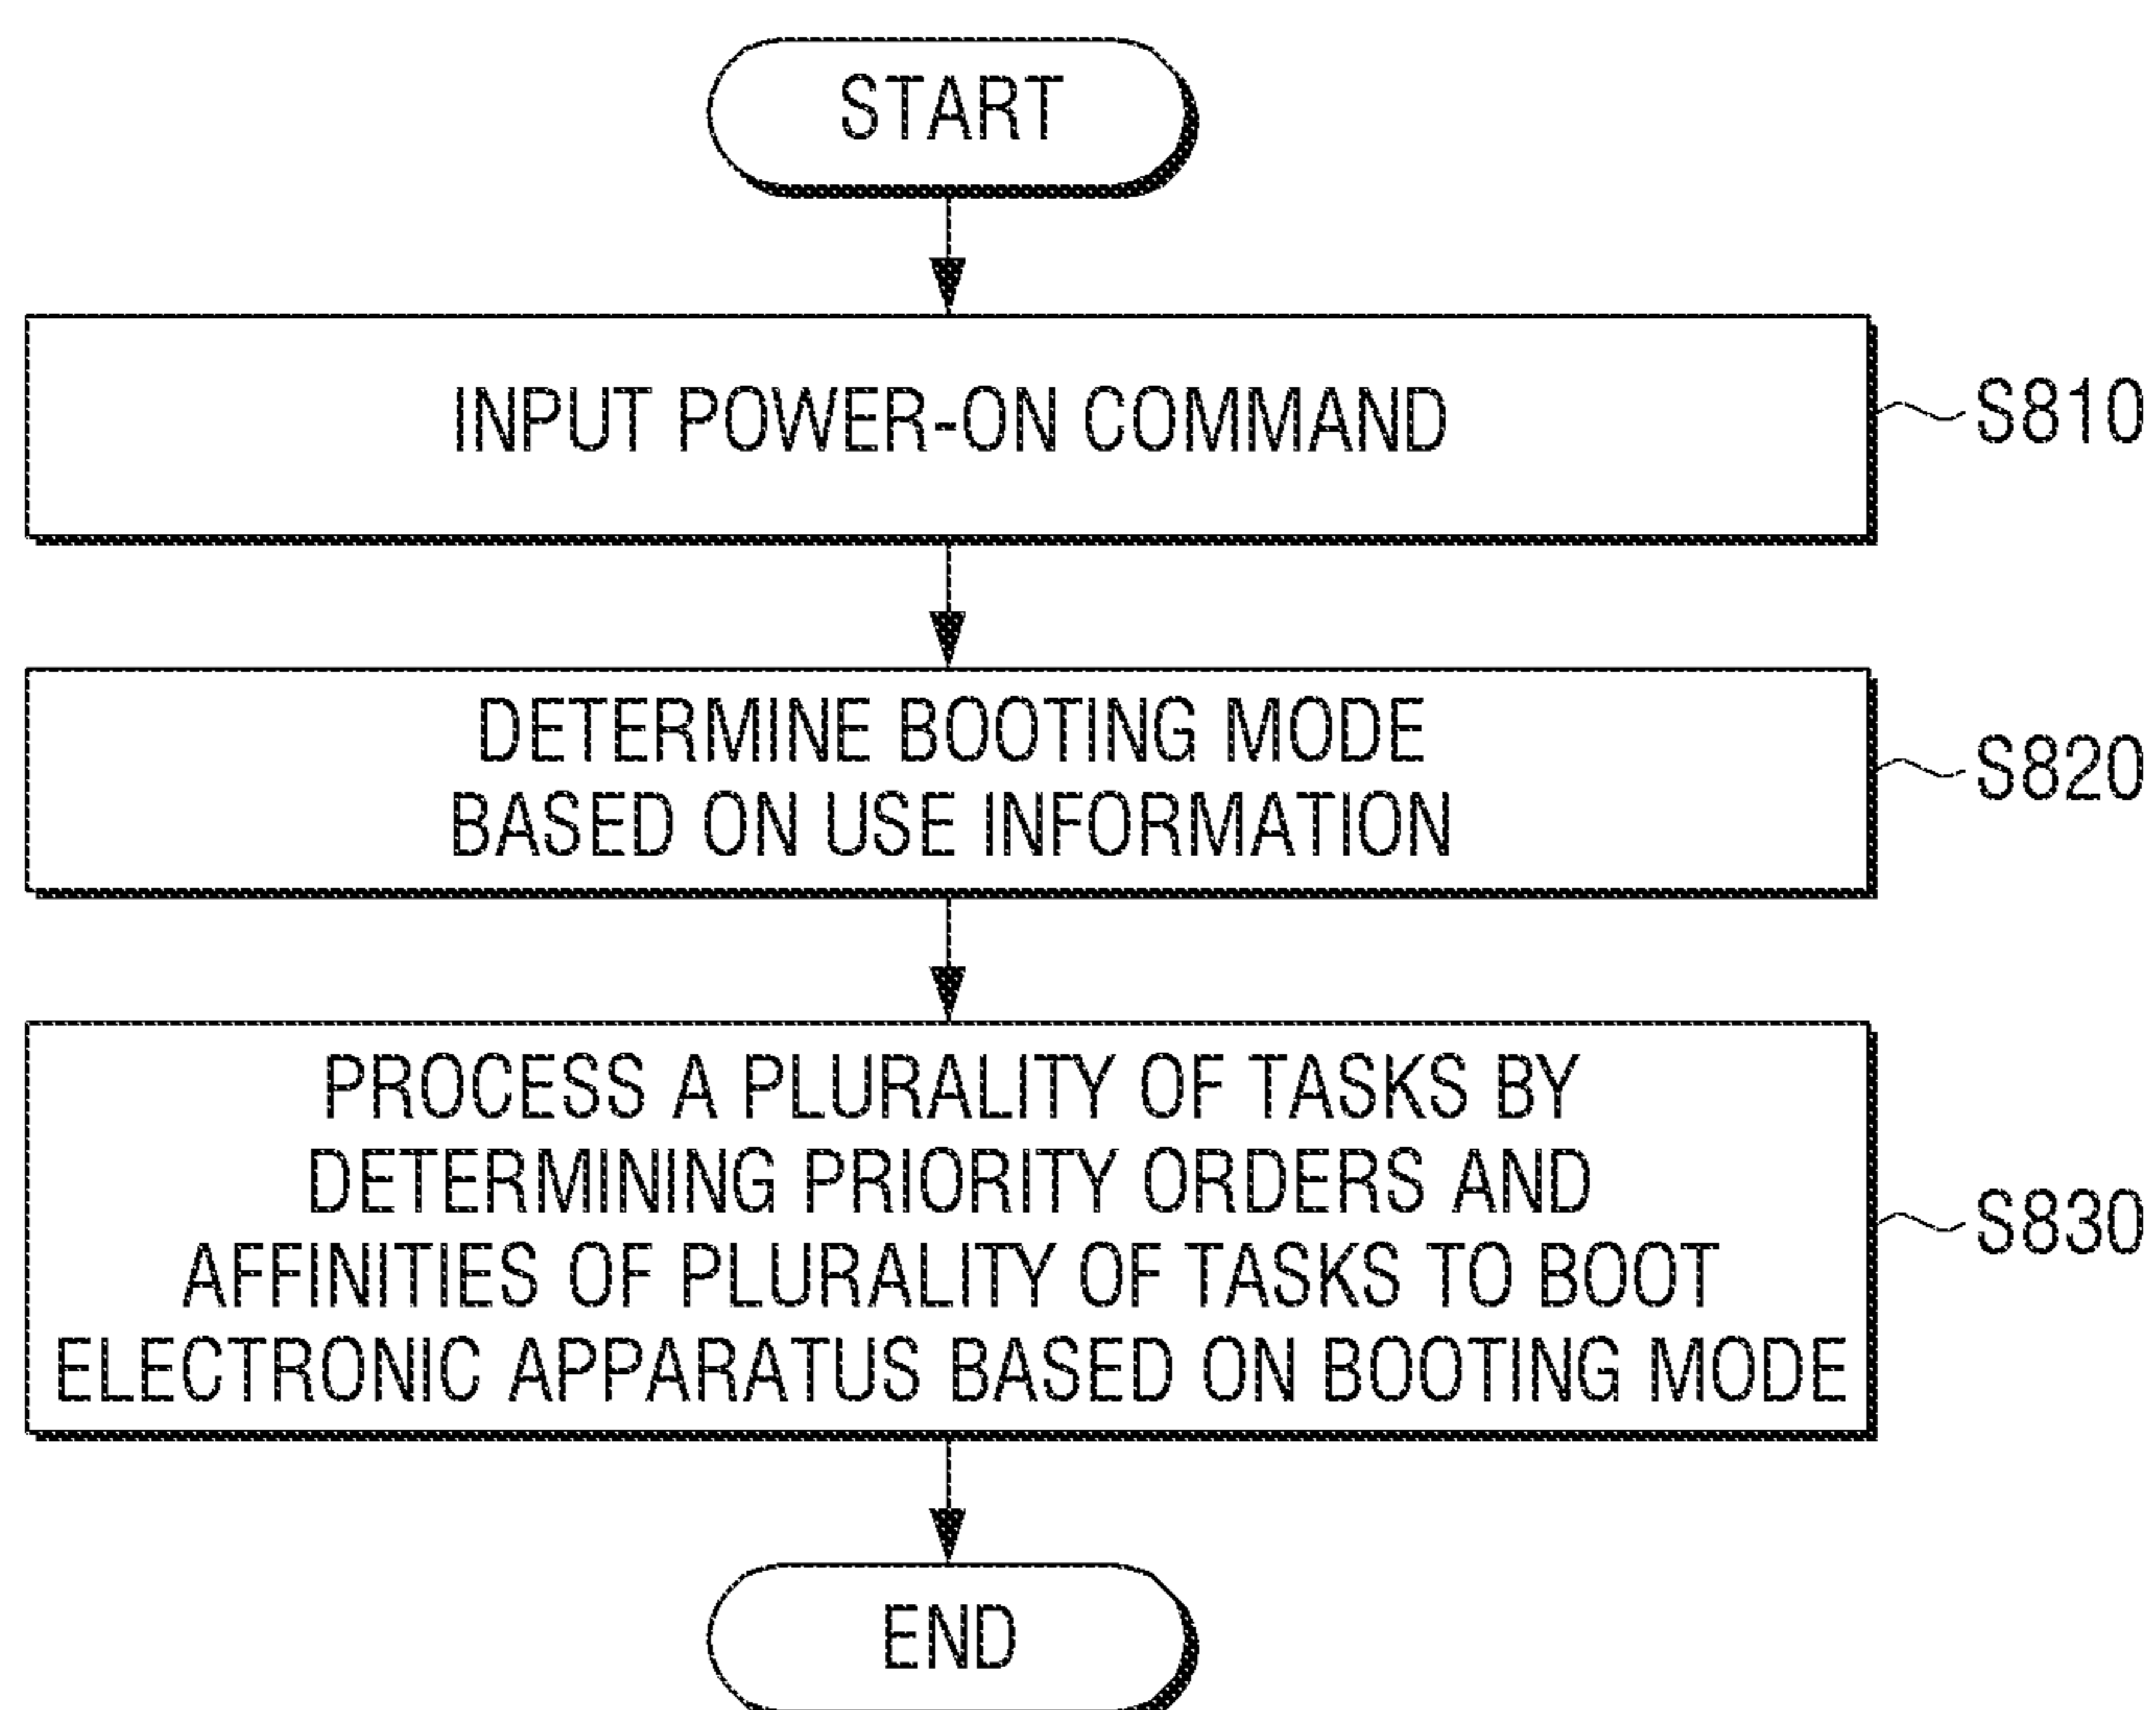 START
INPUT POWER-ON COMMAND
S810
DETERMINE BOOTING MODE
BASED ON USE INFORMATION
S820
PROCESS A PLURALITY OF TASKS BY
DETERMINING PRIORITY ORDERS AND
AFFINITIES OF PLURALITY OF TASKS TO BOOT
ELECTRONIC APPARATUS BASED ON BOOTING MODE
S830
END